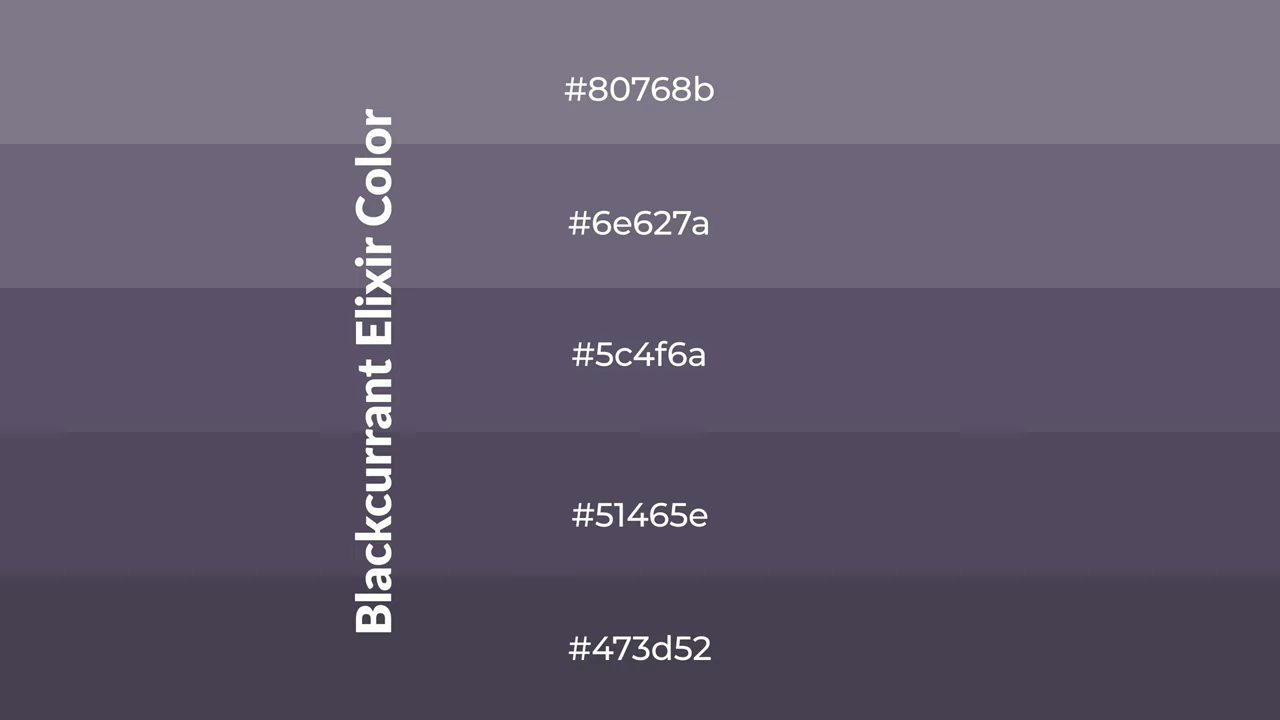 Blackcurrant Elixir Color
#80768b
#6e627a
#5c4f6a
#51465e
#473d52